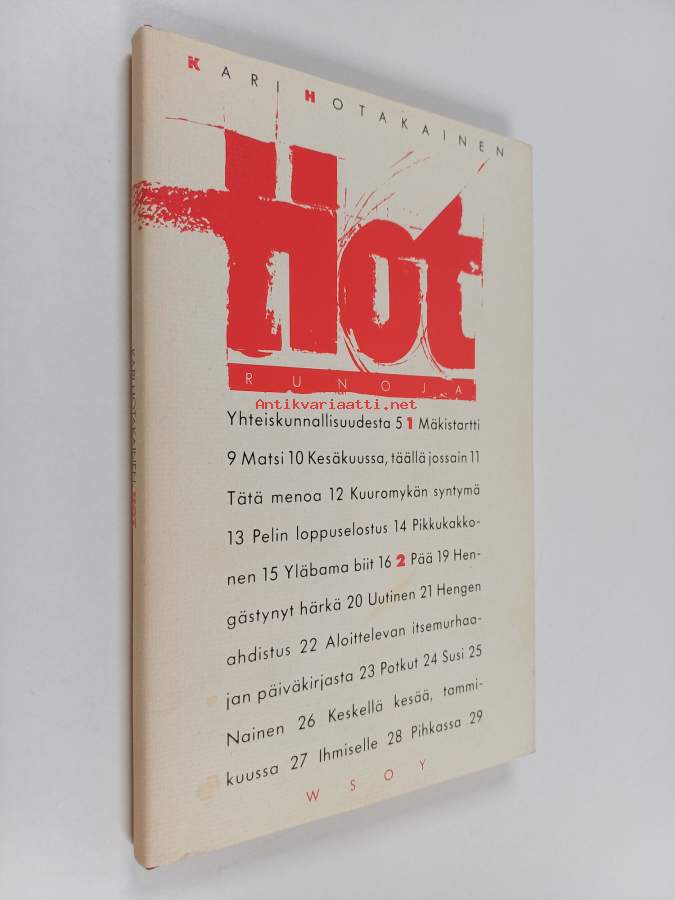 KARI HOTAKAINEN
Hot
RUNOJA
Antikvariaatti.net
Yhteiskunnallisuudesta 5 1 Mäkistartti
9 Matsi 10 Kesäkuussa, täällä jossain 11
Tätä menoa 12 Kuuromykän syntymä
13 Pelin loppuselostus 14 Pikkukakko-
nen 15 Yläbama biit 16 2 Pää 19 Hen-
gästynyt härkä 20 Uutinen 21 Hengen
ahdistus 22 Aloittelevan itsemurhaa-
jan päiväkirjasta 23 Potkut 24 Susi 25
Nainen 26 Keskellä kesää, tammi-
kuussa 27 Ihmiselle 28 Pihkassa 29
WSOY
KARI HOTAKAINEN HOT